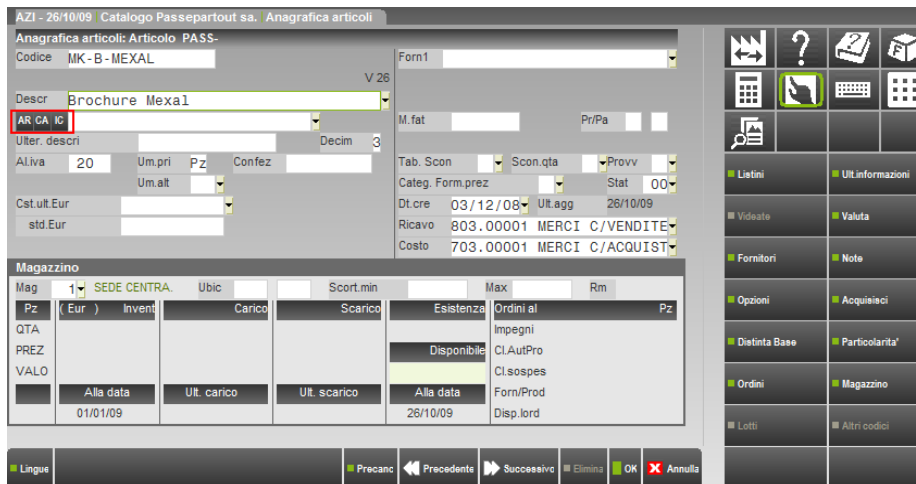 AZI - 26/10/09 Catalogo Passepartout sa. Anagrafica articoli
Anagrafica articoli: Articolo PASS-
Codice MK-B-MEXAL Forn1
V 26
Descr Brochure Mexal
AR CA IC M.fat Pr/Pa
Ulter. descri Decim 3
Al.iva 20 Um.pri Pz Confez Tab. Scon Scon.qta Provv
Um.alt Categ. Form.prez Stat 00
Cst.ult.Eur Dt.cre 03/12/08 Ult.agg 26/10/09
std.Eur Ricavo 803.00001 MERCI C/VENDITE
Costo 703.00001 MERCI C/ACQUIST
Magazzino
Mag 1 SEDE CENTRA. Ubic Scort.min Max Rm
Pz ( Eur ) Invent Carico Scarico Esistenza Ordini al Pz
QTA Impegni
PREZ Disponibile Cl.AutPro
VALO Cl.sospes
Alla data Ult. carico Ult. scarico Alla data Forn/Prod
01/01/09 26/10/09 Disp.lord
Lingue Precanc Precedente Successivo Elimina OK Annulla
Listini Ult.informazioni
Videate Valuta
Fornitori Note
Opzioni Acquisisci
Distinta Base Particolarita'
Ordini Magazzino
Lotti Altri codici